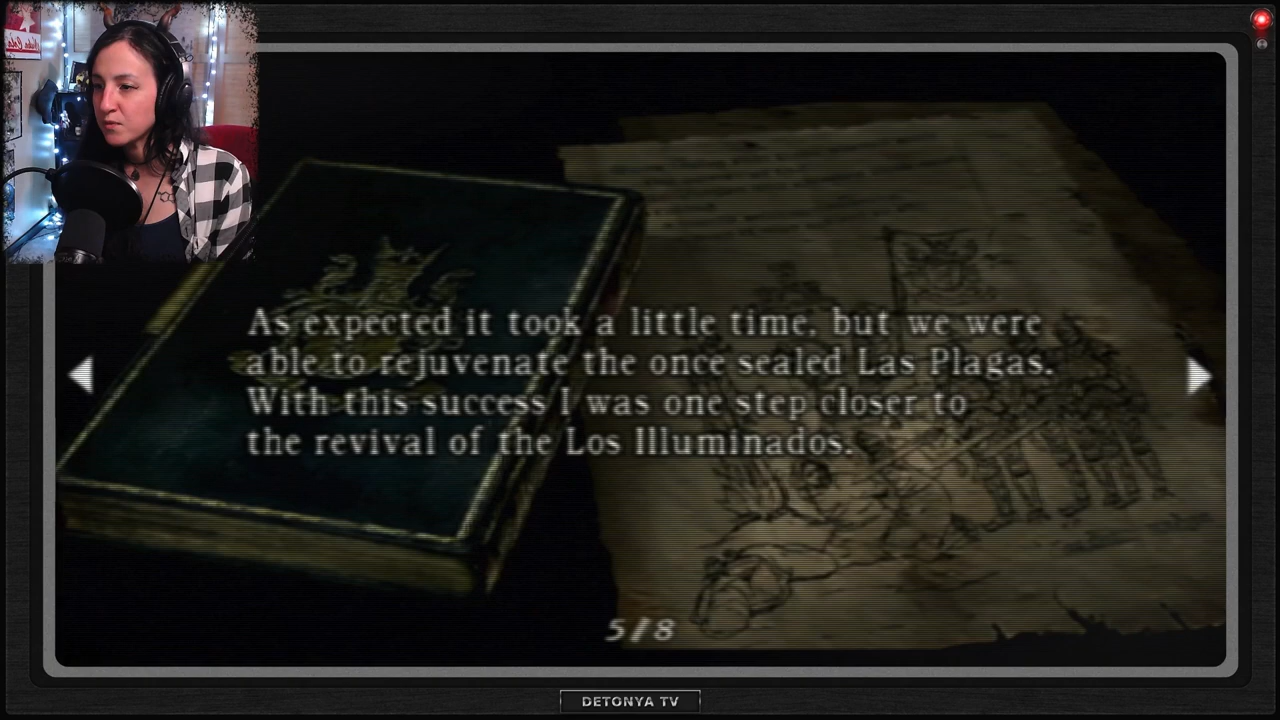 As expected it took a little time, but we were
able to rejuvenate the once sealed Las Plagas.
With this success I was one step closer to
the revival of the Los Illuminados.
5/8
DETONYA TV